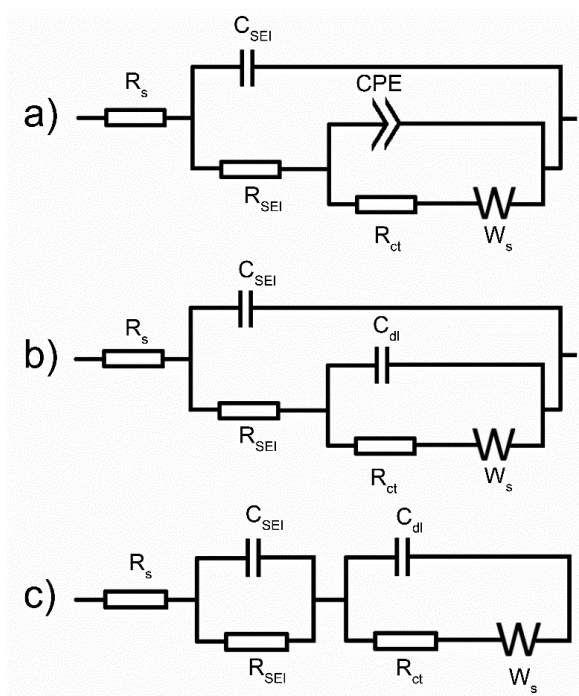 C_SEI
R_s
CPE
a)
R_SEI
R_ct
W_s
C_SEI
R_s
C_dl
b)
R_SEI
R_ct
W_s
C_SEI
C_dl
R_s
c)
R_SEI
R_ct
W_s